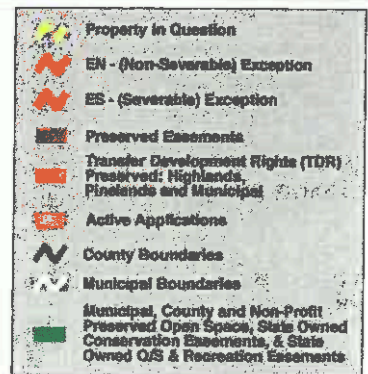 Property in Question
EN - (Non-Severable) Exception
ES - (Severable) Exception
Preserved Easements
Transfer Development Rights (TDR)
Preserved: Highlands,
Pinelands and Municipal
Active Applications
County Boundaries
Municipal Boundaries
Municipal, County and Non-Profit
Preserved Open Space, State Owned
Conservation Easements, & State
Owned O/S & Recreation Easements